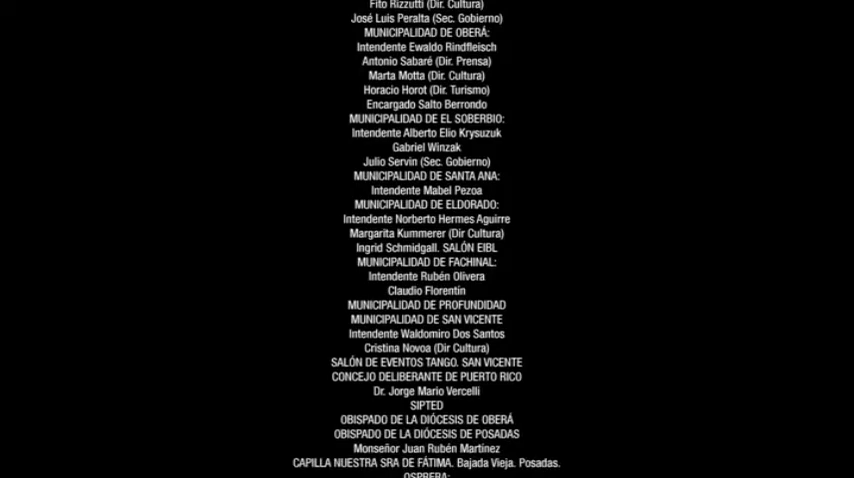 Fito Rizzutti (Dir. Cultura)
José Luis Peralta (Sec. Gobierno)
MUNICIPALIDAD DE OBERÁ:
Intendente Ewaldo Rindfleisch
Antonio Sabaré (Dir. Prensa)
Marta Motta (Dir. Cultura)
Horacio Horot (Dir. Turismo)
Encargado Salto Berrondo
MUNICIPALIDAD DE EL SOBERBIO:
Intendente Alberto Elio Krysuzuk
Gabriel Winzak
Julio Servin (Sec. Gobierno)
MUNICIPALIDAD DE SANTA ANA:
Intendente Mabel Pezoa
MUNICIPALIDAD DE ELDORADO:
Intendente Norberto Hermes Aguirre
Margarita Kummerer (Dir Cultura)
Ingrid Schmidgall. SALÓN EIBL
MUNICIPALIDAD DE FACHINAL:
Intendente Rubén Olivera
Claudio Florentín
MUNICIPALIDAD DE PROFUNDIDAD
MUNICIPALIDAD DE SAN VICENTE
Intendente Waldomiro Dos Santos
Cristina Novoa (Dir Cultura)
SALÓN DE EVENTOS TANGO. SAN VICENTE
CONCEJO DELIBERANTE DE PUERTO RICO
Dr. Jorge Mario Vercelli
SIPTED
OBISPADO DE LA DIÓCESIS DE OBERÁ
OBISPADO DE LA DIÓCESIS DE POSADAS
Monseñor Juan Rubén Martínez
CAPILLA NUESTRA SRA DE FÁTIMA. Bajada Vieja. Posadas.
OSPRERA: